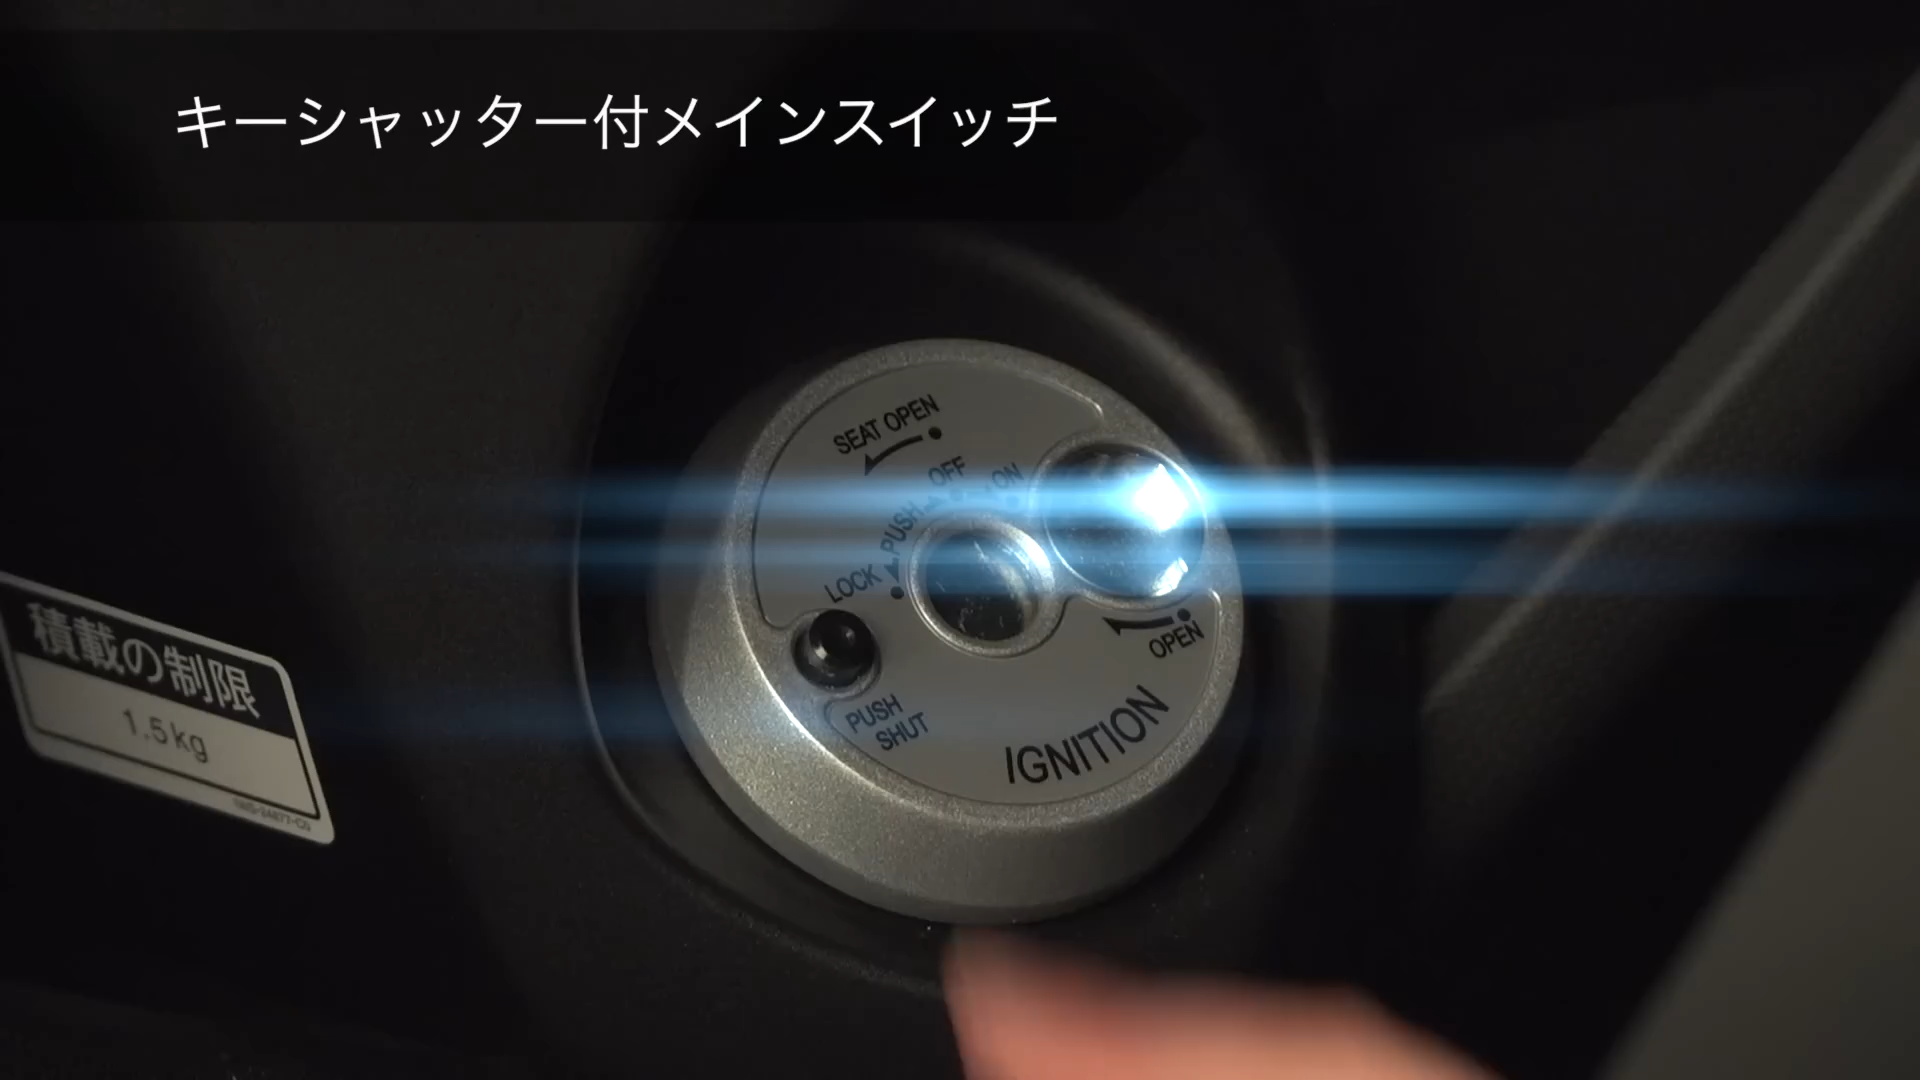 キーシャッター付メインスイッチ
SEAT OPEN
OFF
ON
PUSH
LOCK
OPEN
PUSH
SHUT
IGNITION
積載の制限
1.5kg